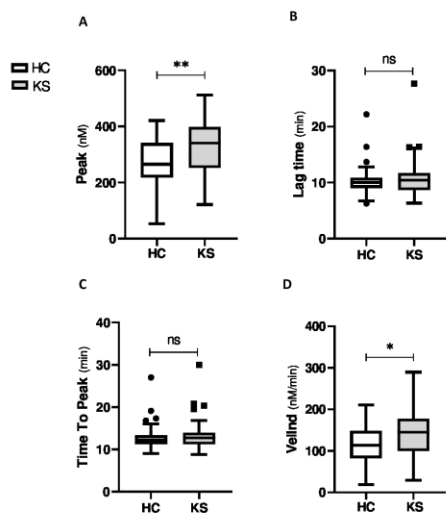 A
HC
KS
Peak (nM)
600
400
200
0
**
HC KS
B
Lag time (min)
30
20
10
0
ns
HC KS
C
Time To Peak (min)
40
30
20
10
0
ns
HC KS
D
VelInd (nM/min)
400
300
200
100
0
*
HC KS